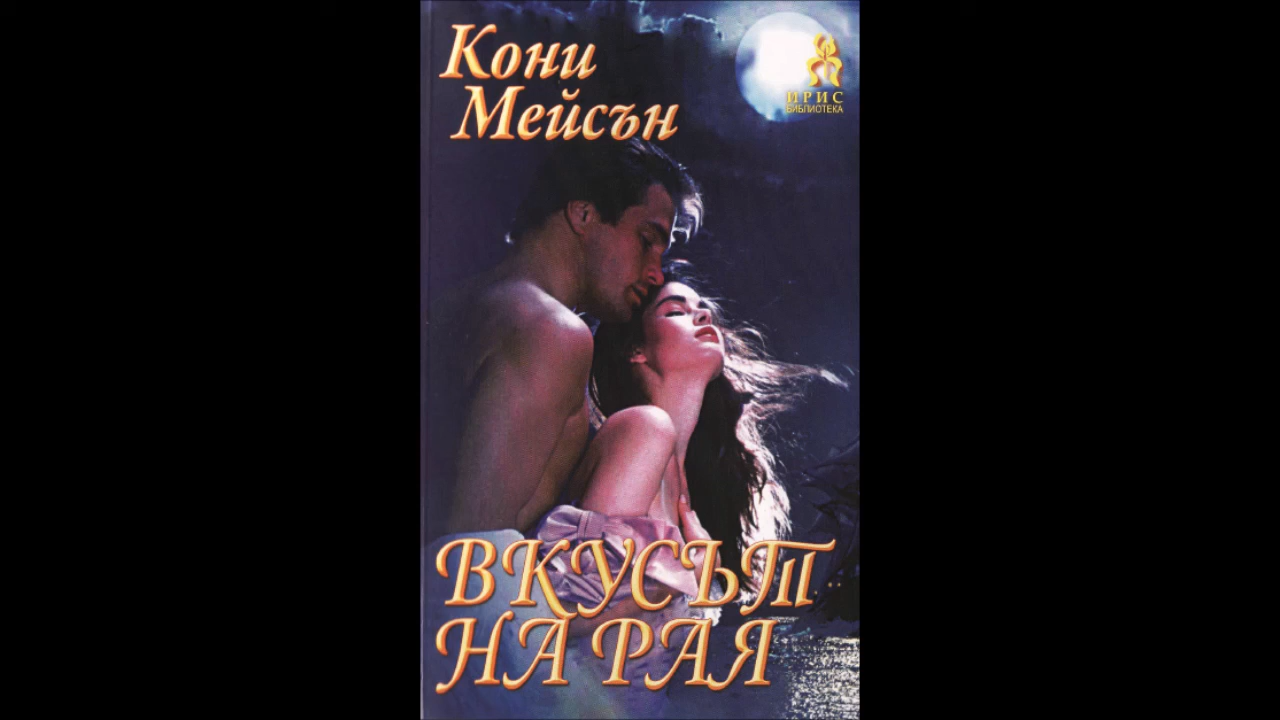 Кони
Мейсън
ИРИС
БИБЛИОТЕКА
ВКУСЪТ
НА РАЯ